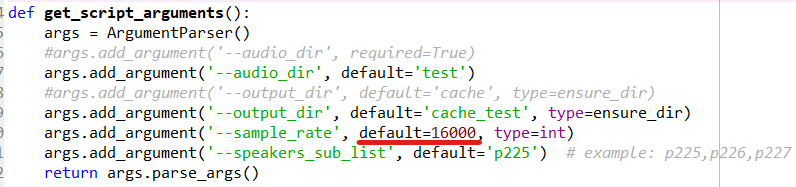 def get_script_arguments():
    args = ArgumentParser()
    #args.add_argument('--audio_dir', required=True)
    args.add_argument('--audio_dir', default='test')
    #args.add_argument('--output_dir', default='cache', type=ensure_dir)
    args.add_argument('--output_dir', default='cache_test', type=ensure_dir)
    args.add_argument('--sample_rate', default=16000, type=int)
    args.add_argument('--speakers_sub_list', default='p225')  # example: p225,p226,p227
    return args.parse_args()